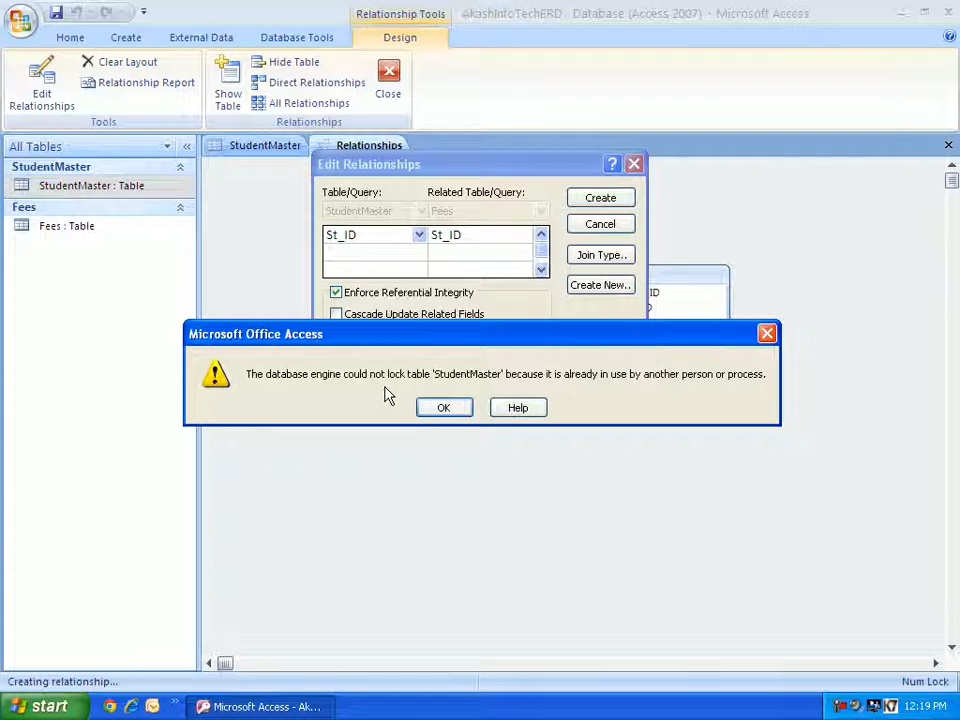 Relationship Tools
AkashInfoTechERD : Database (Access 2007) - Microsoft Access
Home
Create
External Data
Database Tools
Design
Edit
Relationships
Clear Layout
Relationship Report
Tools
Show
Table
Hide Table
Direct Relationships
All Relationships
Close
Relationships
All Tables
StudentMaster
StudentMaster : Table
Fees
Fees : Table
StudentMaster
Relationships
Edit Relationships
Table/Query:
Related Table/Query:
StudentMaster
Fees
St_ID
St_ID
Create
Cancel
Join Type..
Create New..
Enforce Referential Integrity
Cascade Update Related Fields
ID
Microsoft Office Access
The database engine could not lock table 'StudentMaster' because it is already in use by another person or process.
OK
Help
Creating relationship...
Num Lock
start
Microsoft Access - Ak...
12:19 PM